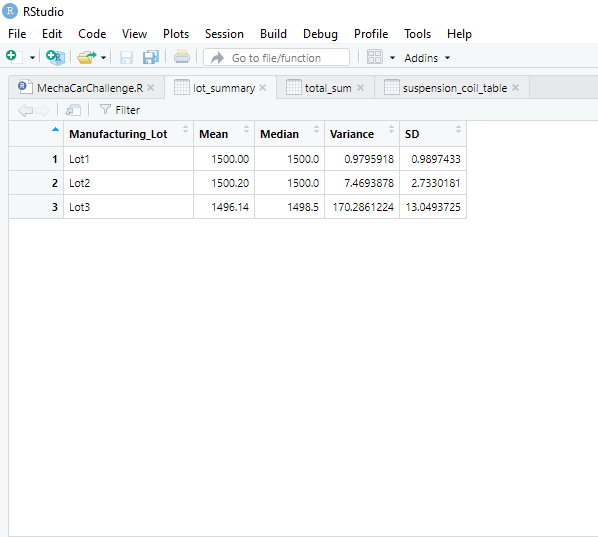 RStudio
File Edit Code View Plots Session Build Debug Profile Tools Help
Go to file/function Addins
MechaCarChallenge.R lot_summary total_sum suspension_coil_table
Filter
Manufacturing_Lot Mean Median Variance SD
1 Lot1 1500.00 1500.0 0.9795918 0.9897433
2 Lot2 1500.20 1500.0 7.4693878 2.7330181
3 Lot3 1496.14 1498.5 170.2861224 13.0493725